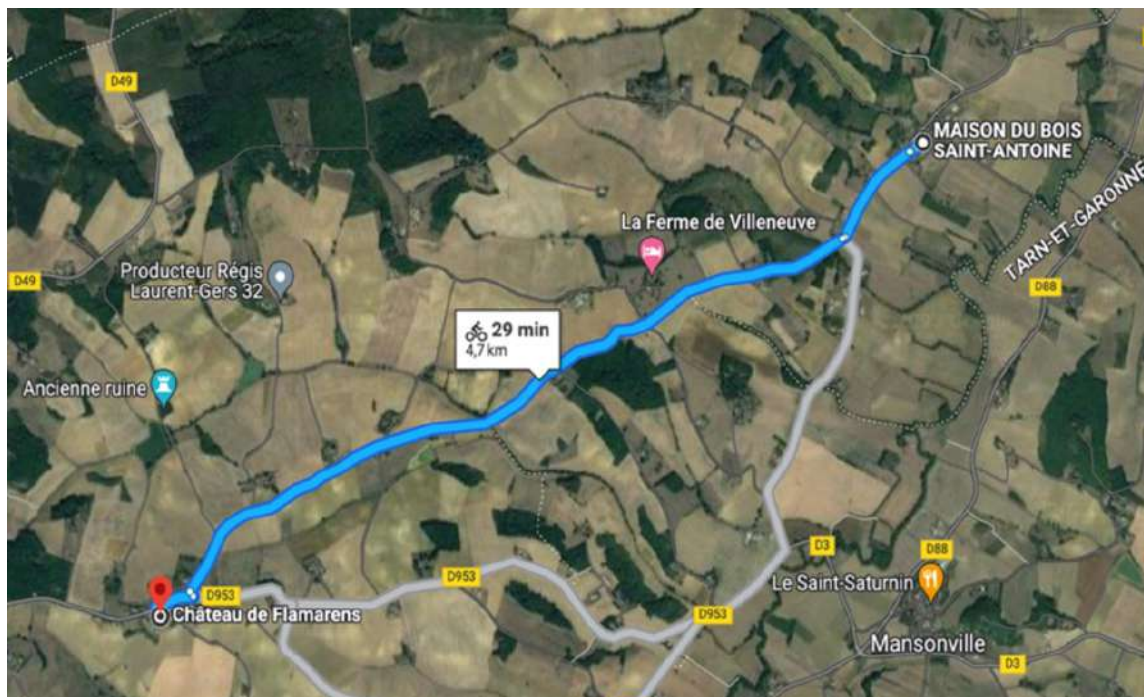 D49
MAISON DU BOIS
SAINT-ANTOINE
TARN-ET-GARONNE
La Ferme de Villeneuve
Producteur Régis
Laurent-Gers 32
D49
D88
29 min
4,7 km
Ancienne ruine
D3
D88
D953
D953
Le Saint-Saturnin
Château de Flamarens
D953
Mansonville
D3